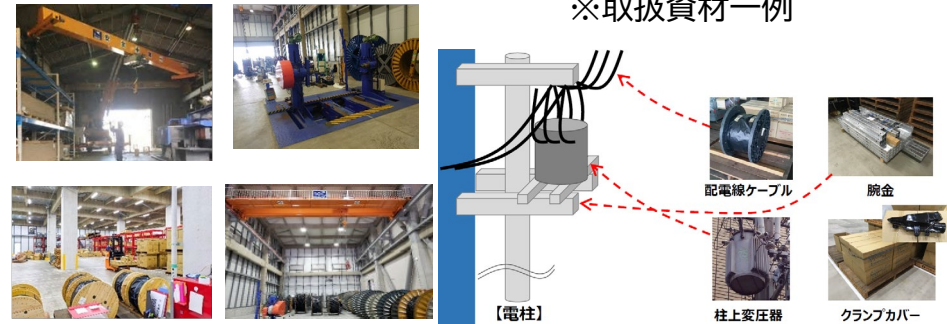 ※取扱資材一例
配電線ケーブル
腕金
【電柱】
柱上変圧器
クランプカバー